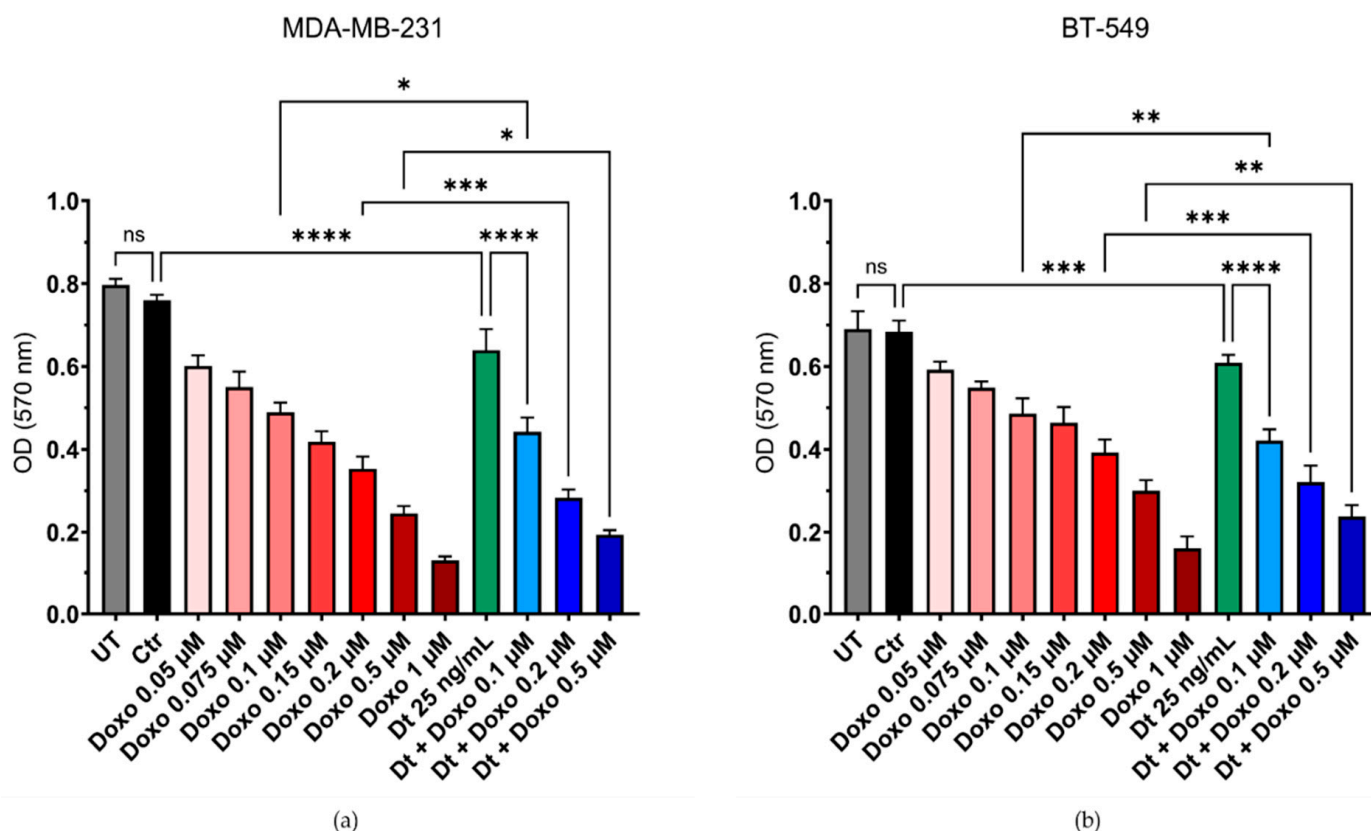 MDA-MB-231
*
*
***
ns
****
****
1.0
0.8
0.6
0.4
0.2
0.0
OD (570 nm)
UT
Ctr
Doxo 0.05 µM
Doxo 0.075 µM
Doxo 0.1 µM
Doxo 0.15 µM
Doxo 0.2 µM
Doxo 0.5 µM
Doxo 1 µM
Dt 25 ng/mL
Dt + Doxo 0.1 µM
Dt + Doxo 0.2 µM
Dt + Doxo 0.5 µM
(a)
BT-549
**
**
***
ns
***
****
1.0
0.8
0.6
0.4
0.2
0.0
OD (570 nm)
UT
Ctr
Doxo 0.05 µM
Doxo 0.075 µM
Doxo 0.1 µM
Doxo 0.15 µM
Doxo 0.2 µM
Doxo 0.5 µM
Doxo 1 µM
Dt 25 ng/mL
Dt + Doxo 0.1 µM
Dt + Doxo 0.2 µM
Dt + Doxo 0.5 µM
(b)